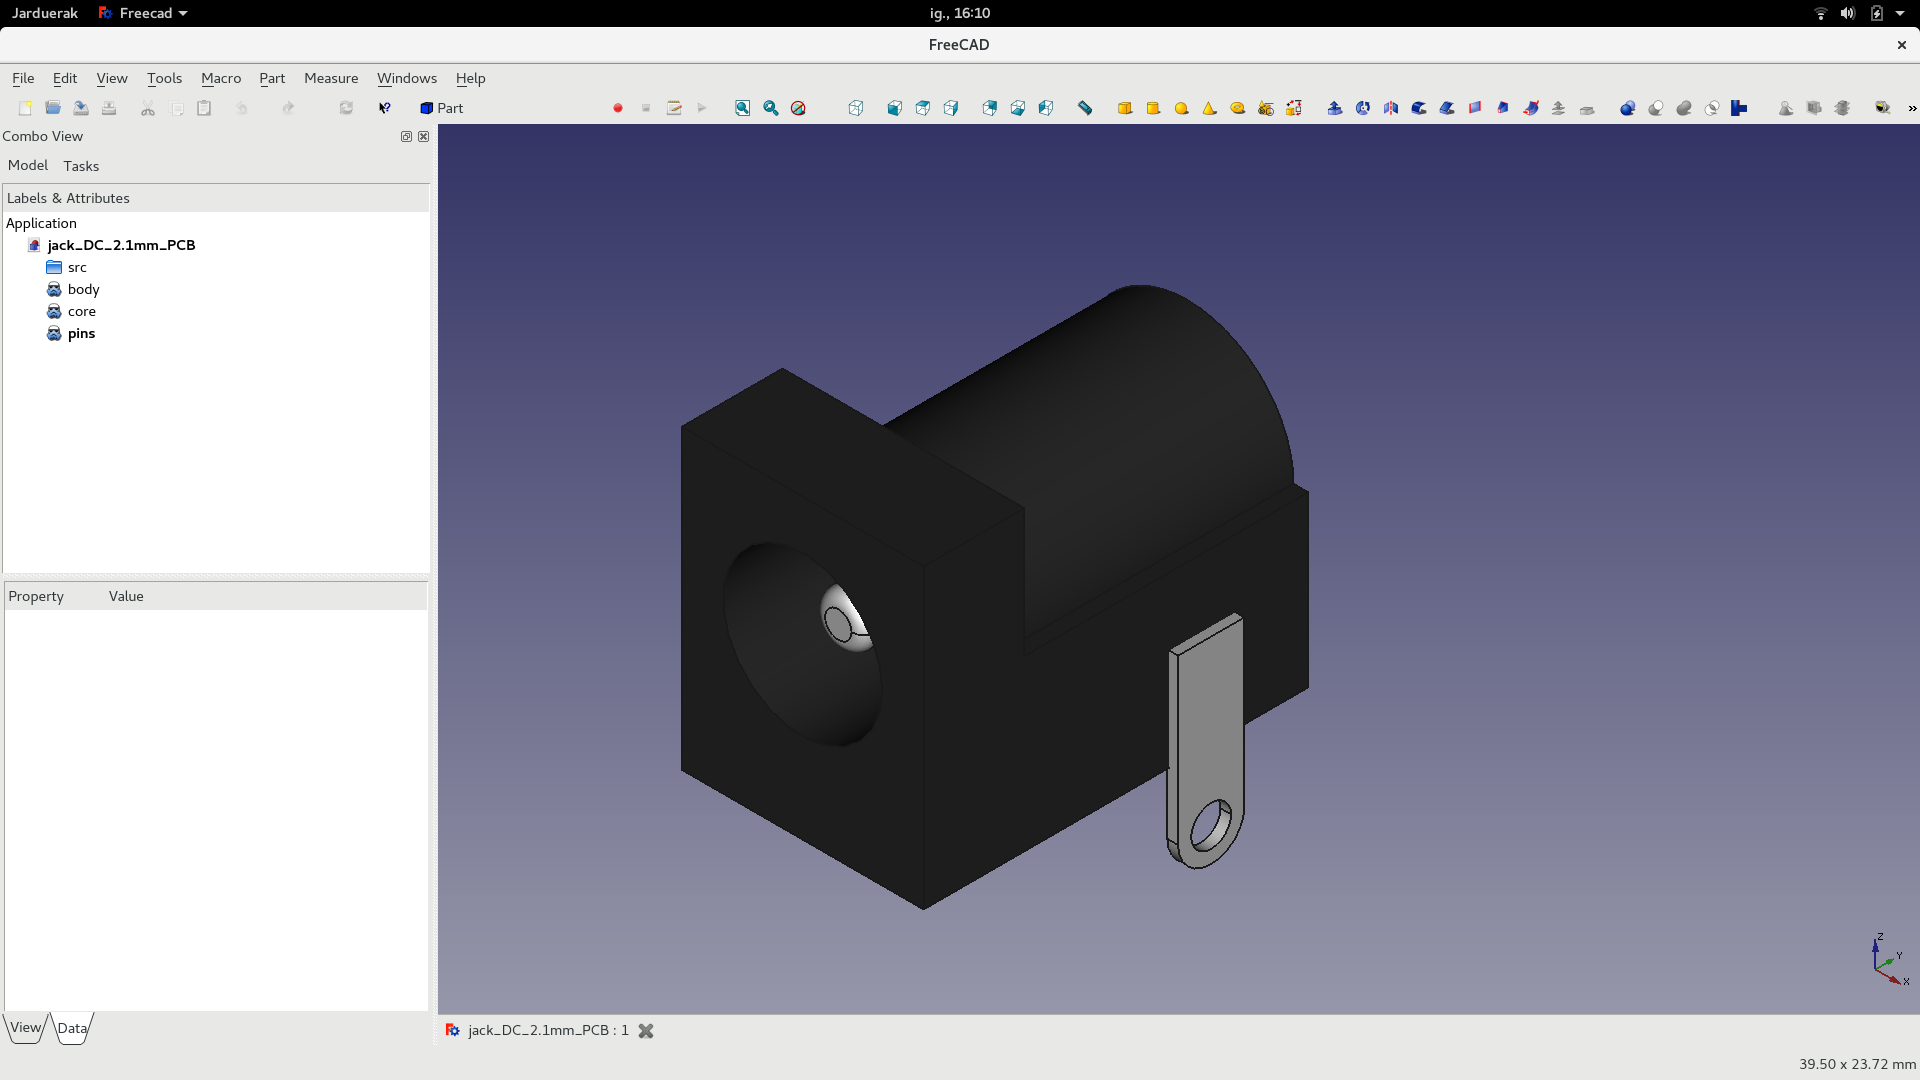 Jarduerak Freecad ig., 16:10
FreeCAD
File Edit View Tools Macro Part Measure Windows Help
Part »
Combo View
Model Tasks
Labels & Attributes
Application
jack_DC_2.1mm_PCB
src
body
core
pins
Property Value
View Data
Z
Y
X
jack_DC_2.1mm_PCB : 1
39.50 x 23.72 mm